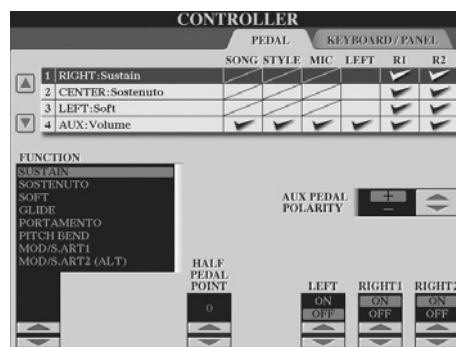 CONTROLLER
PEDAL KEYBOARD / PANEL
SONG STYLE MIC LEFT R1 R2
1 RIGHT:Sustain
2 CENTER:Sostenuto
3 LEFT:Soft
4 AUX:Volume
FUNCTION
SUSTAIN
SOSTENUTO
SOFT
GLIDE
PORTAMENTO
PITCH BEND
MOD/S.ART1
MOD/S.ART2 (ALT)
AUX PEDAL
POLARITY
+
−
HALF
PEDAL
POINT
0
LEFT RIGHT1 RIGHT2
ON ON ON
OFF OFF OFF